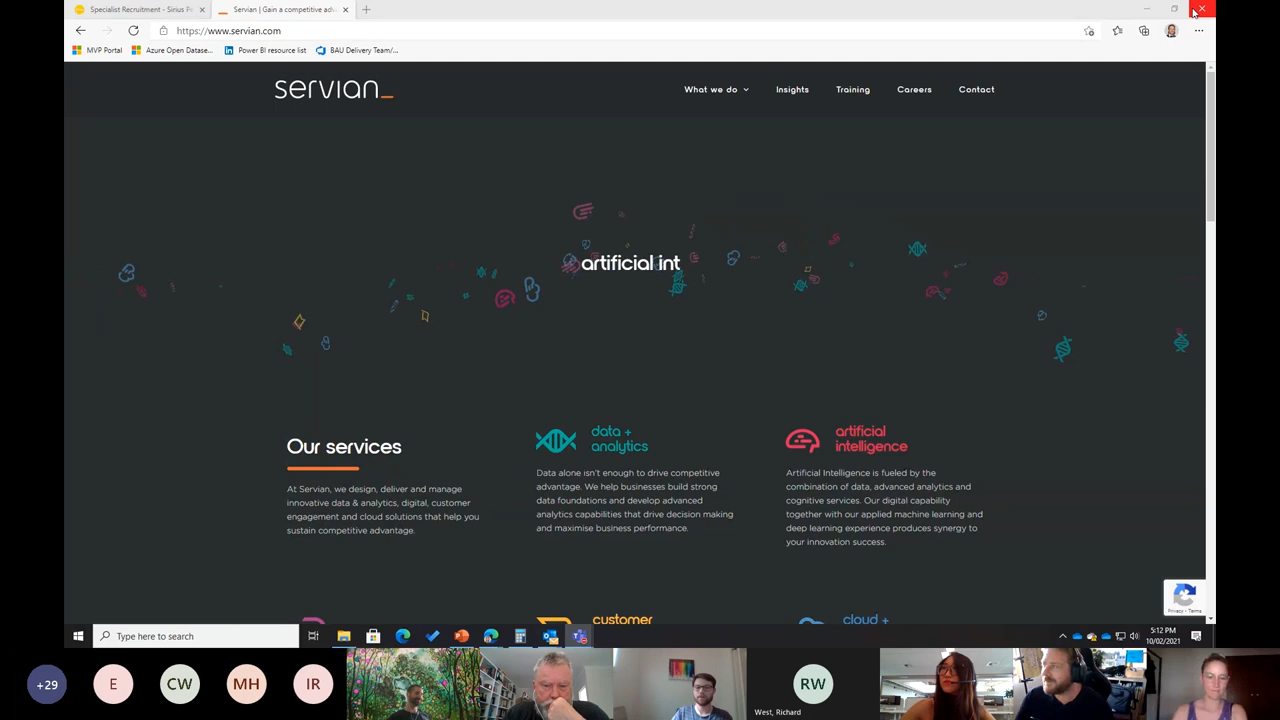 Specialist Recruitment - Sirius Pe
Servian | Gain a competitive adv
https://www.servian.com
MVP Portal
Azure Open Datase...
Power BI resource list
BAU Delivery Team/...
servian_
What we do
Insights
Training
Careers
Contact
artificial int
Our services
At Servian, we design, deliver and manage
innovative data & analytics, digital, customer
engagement and cloud solutions that help you
sustain competitive advantage.
data +
analytics
Data alone isn't enough to drive competitive
advantage. We help businesses build strong
data foundations and develop advanced
analytics capabilities that drive decision making
and maximise business performance.
artificial
intelligence
Artificial Intelligence is fueled by the
combination of data, advanced analytics and
cognitive services. Our digital capability
together with our applied machine learning and
deep learning experience produces synergy to
your innovation success.
customer
cloud +
Privacy - Terms
Type here to search
5:12 PM
10/02/2021
+29
E
CW
MH
IR
RW
West, Richard